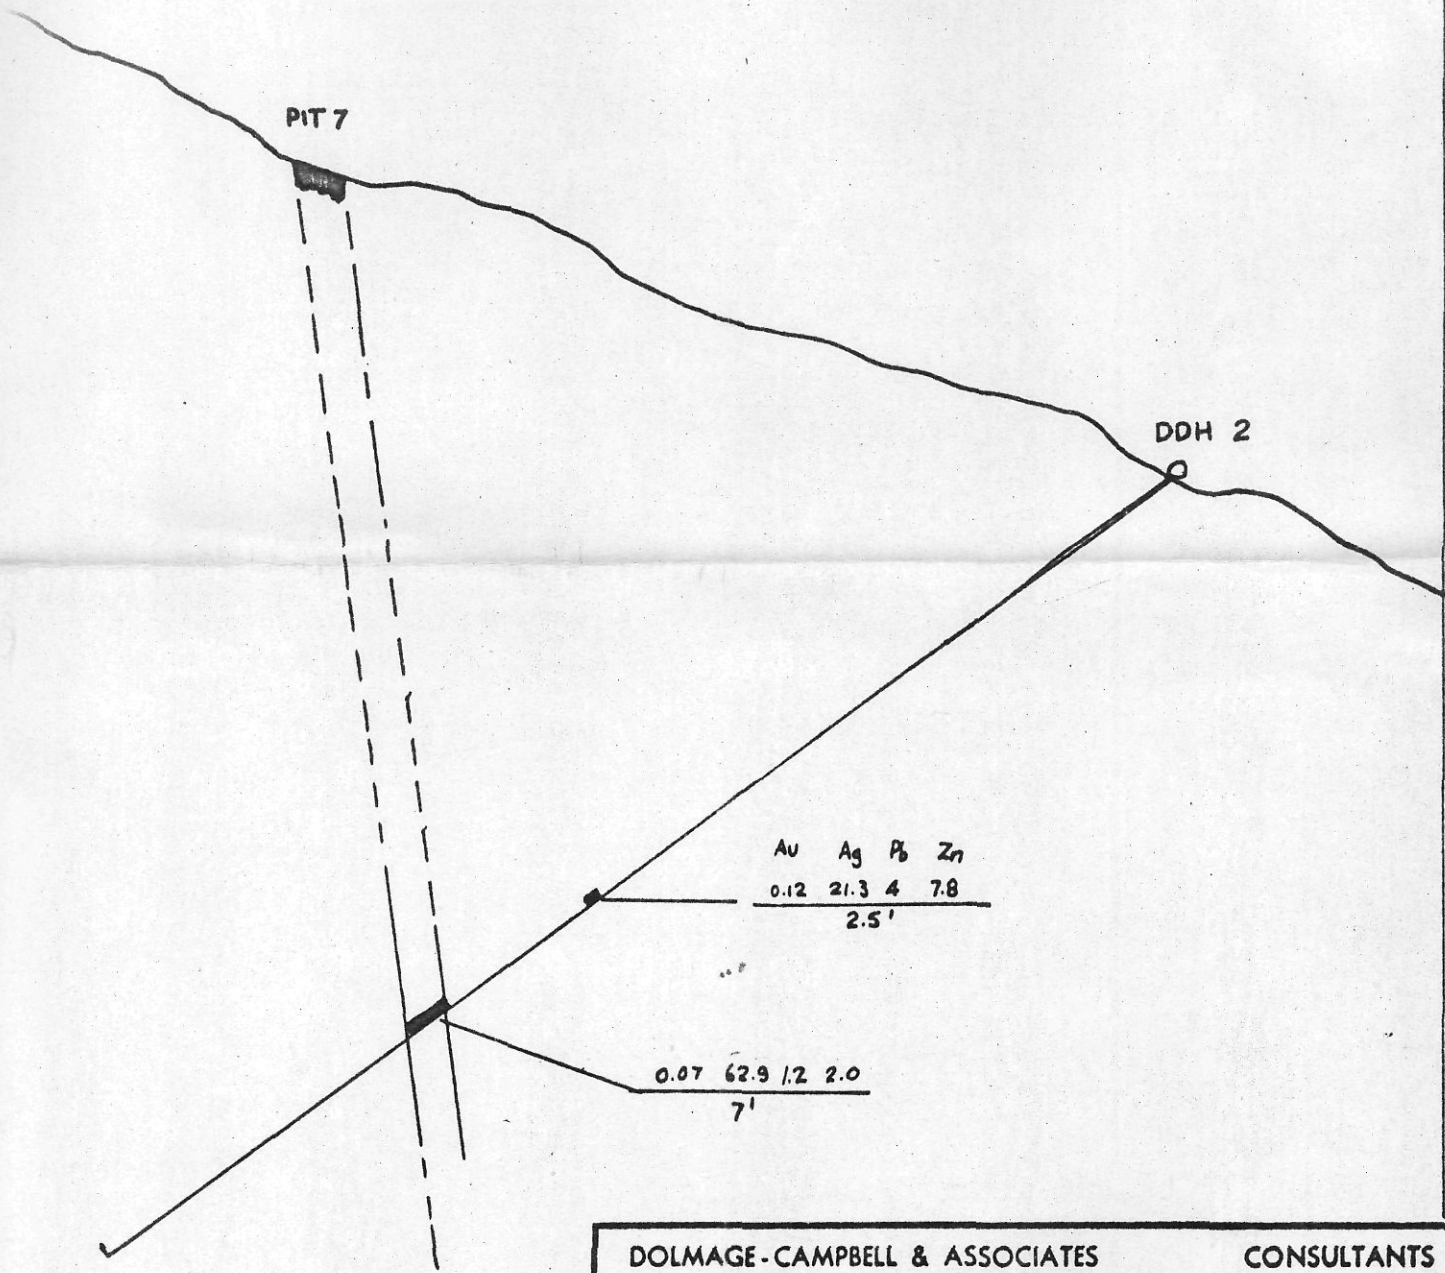 PIT 7
DDH 2
Au Ag Pb Zn
0.12 21.3 4 7.8
2.5'
0.07 62.9 1.2 2.0
7'
DOLMAGE-CAMPBELL & ASSOCIATES CONSULTANTS